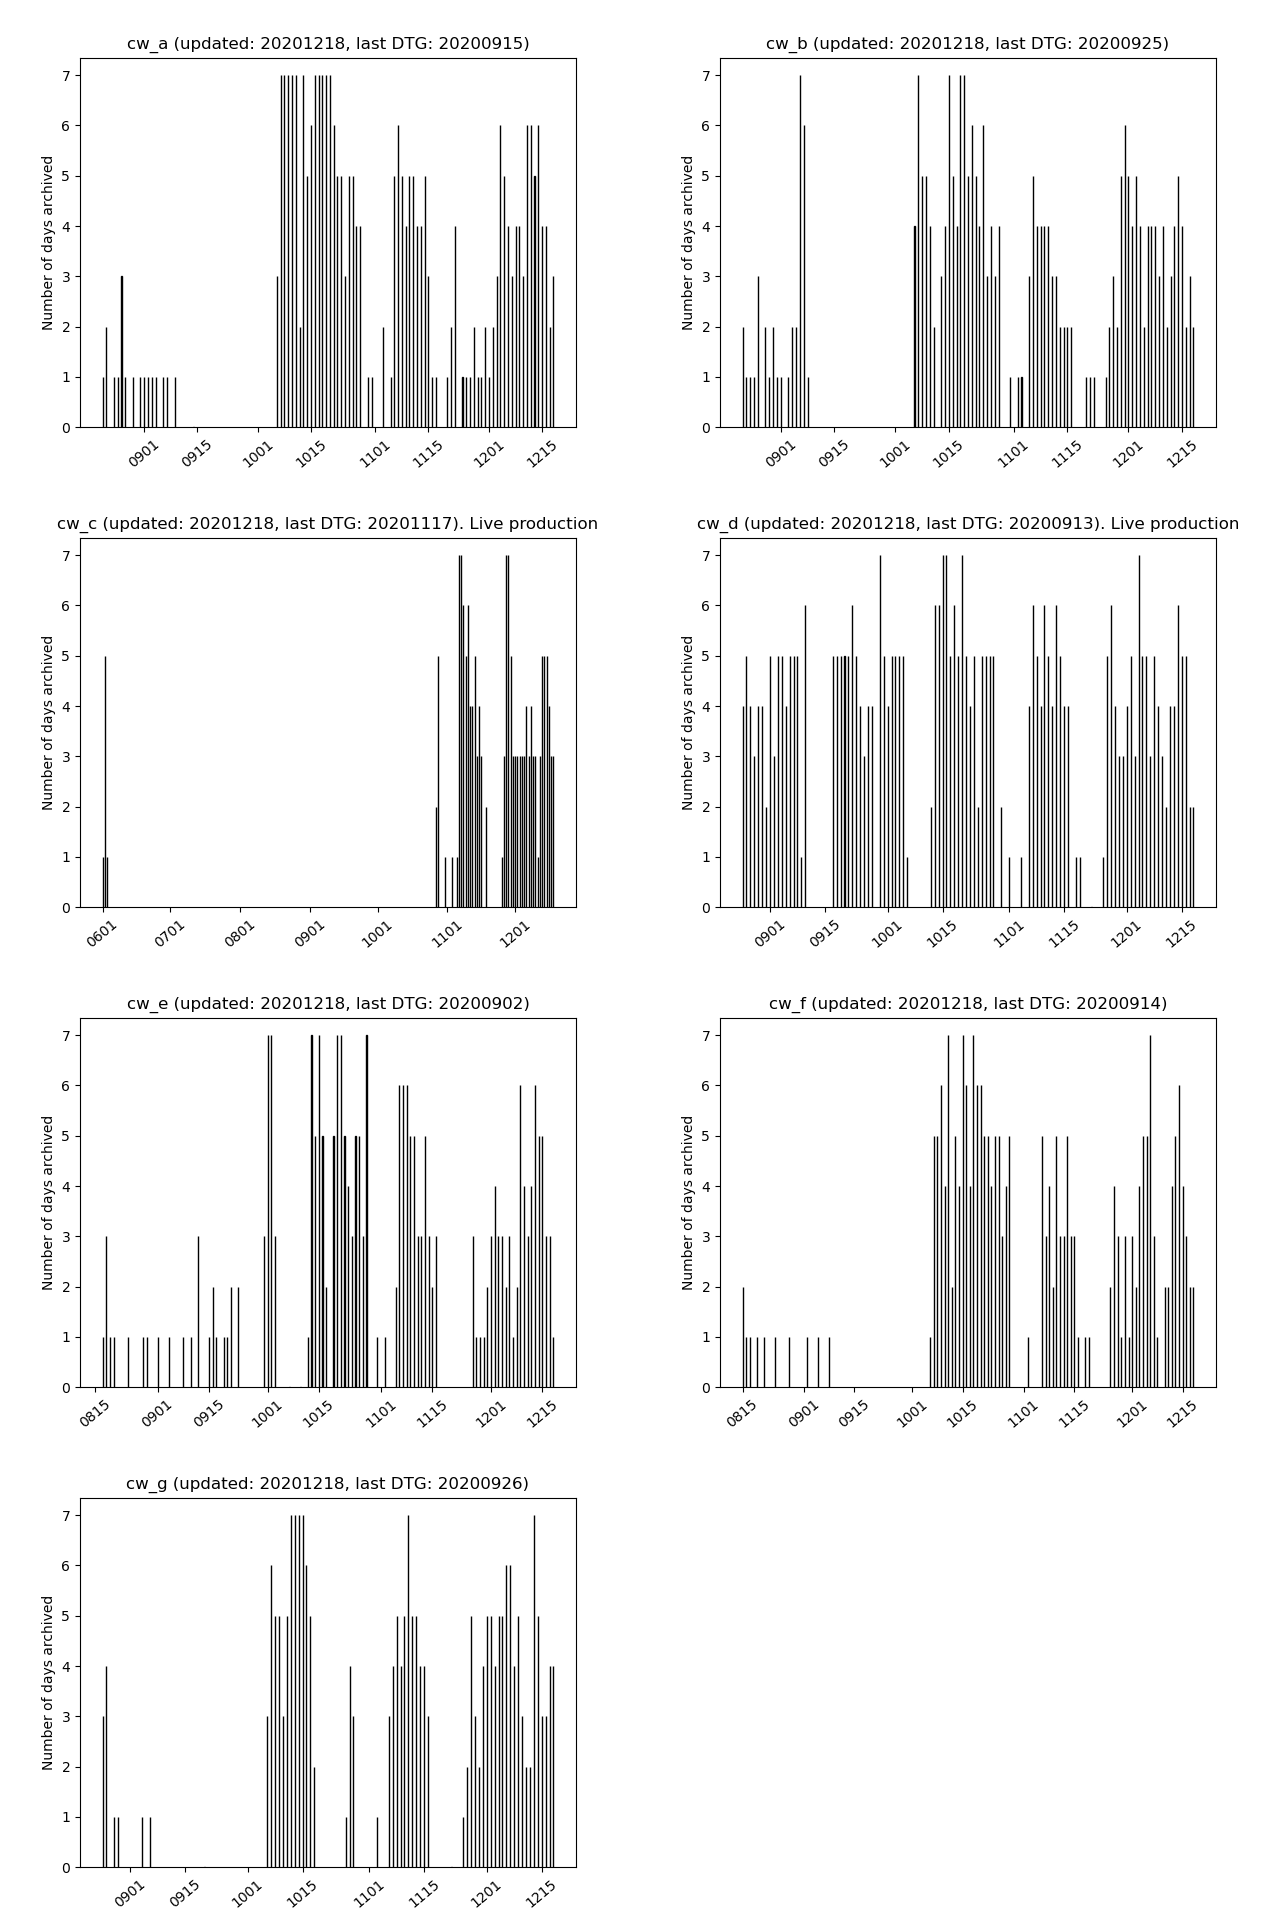 cw_a (updated: 20201218, last DTG: 20200915)
Number of days archived
7
6
5
4
3
2
1
0
0901 0915 1001 1015 1101 1115 1201 1215
cw_b (updated: 20201218, last DTG: 20200925)
Number of days archived
7
6
5
4
3
2
1
0
0901 0915 1001 1015 1101 1115 1201 1215
cw_c (updated: 20201218, last DTG: 20201117). Live production
Number of days archived
7
6
5
4
3
2
1
0
0601 0701 0801 0901 1001 1101 1201
cw_d (updated: 20201218, last DTG: 20200913). Live production
Number of days archived
7
6
5
4
3
2
1
0
0901 0915 1001 1015 1101 1115 1201 1215
cw_e (updated: 20201218, last DTG: 20200902)
Number of days archived
7
6
5
4
3
2
1
0
0815 0901 0915 1001 1015 1101 1115 1201 1215
cw_f (updated: 20201218, last DTG: 20200914)
Number of days archived
7
6
5
4
3
2
1
0
0815 0901 0915 1001 1015 1101 1115 1201 1215
cw_g (updated: 20201218, last DTG: 20200926)
Number of days archived
7
6
5
4
3
2
1
0
0901 0915 1001 1015 1101 1115 1201 1215